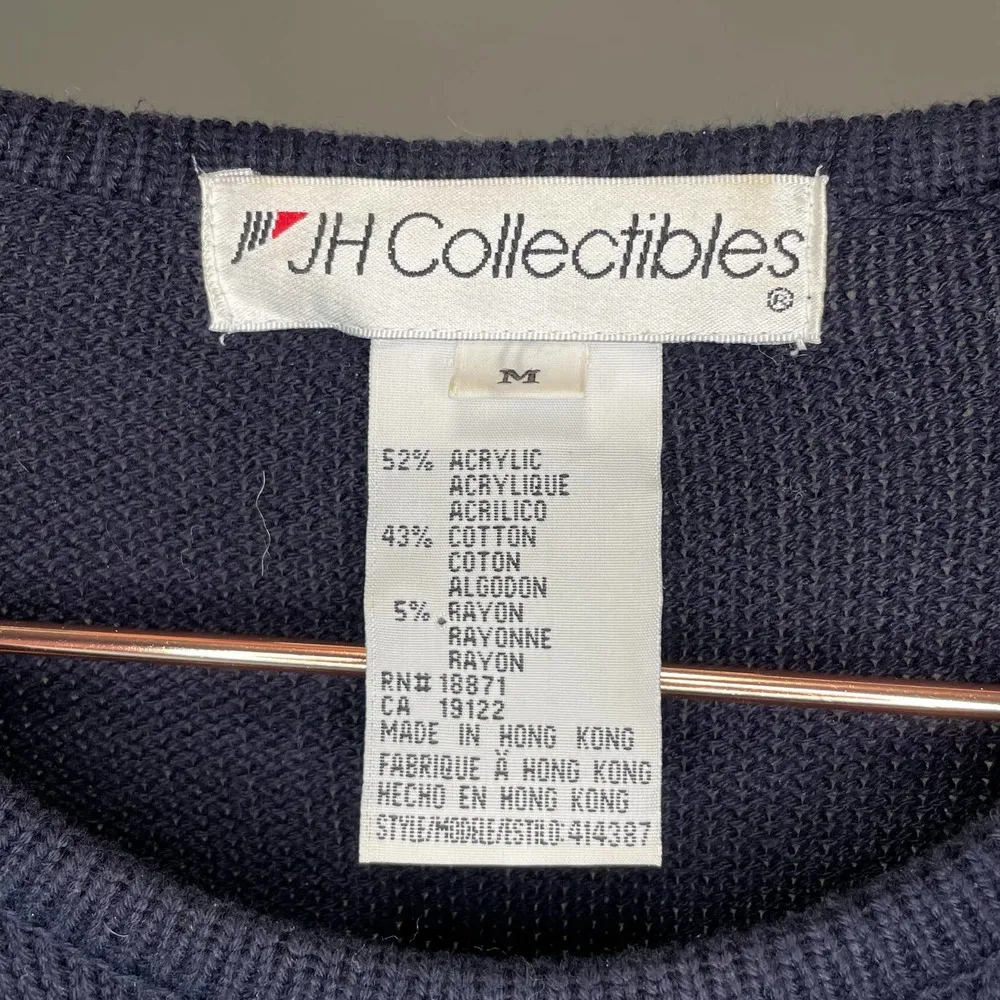 JH Collectibles
®
M
52% ACRYLIC
ACRYLIQUE
ACRILICO
43% COTTON
COTON
ALGODON
5% RAYON
RAYONNE
RAYON
RN# 18871
CA 19122
MADE IN HONG KONG
FABRIQUE À HONG KONG
HECHO EN HONG KONG
STYLE/MODELE/ESTILO: 414387